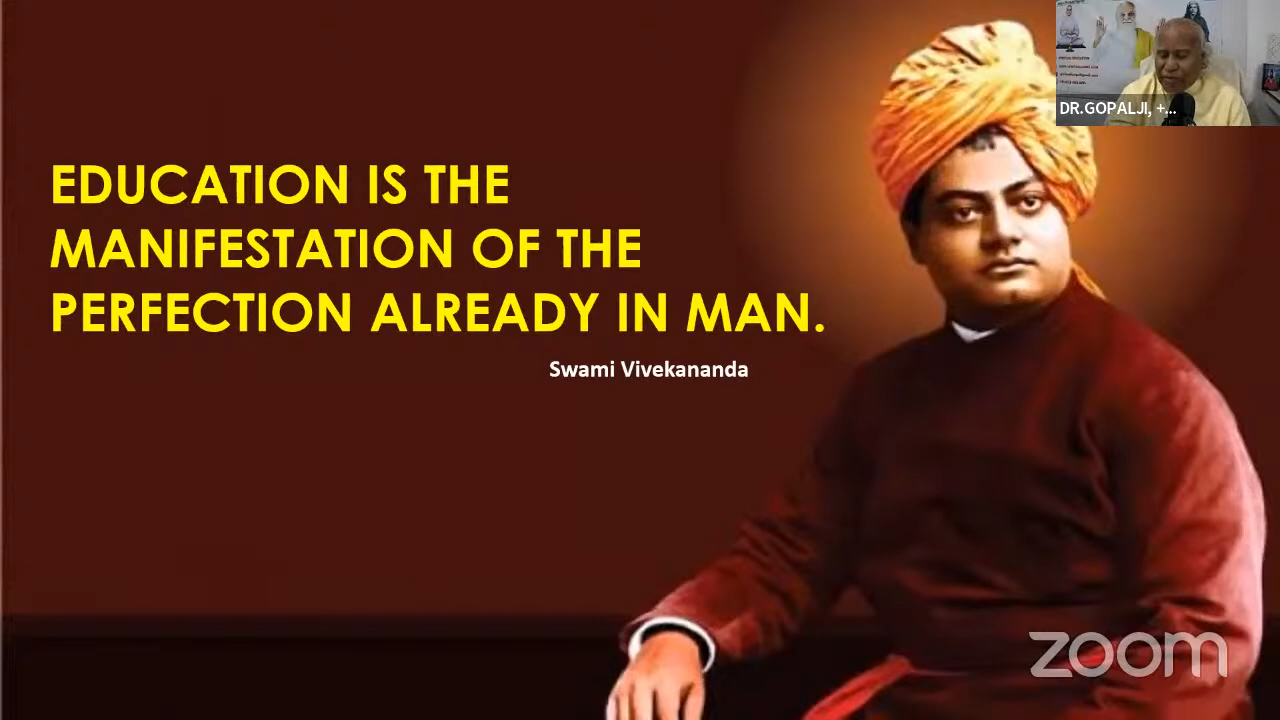 EDUCATION IS THE
MANIFESTATION OF THE
PERFECTION ALREADY IN MAN.
Swami Vivekananda
DR.GOPALJI, +...
zoom